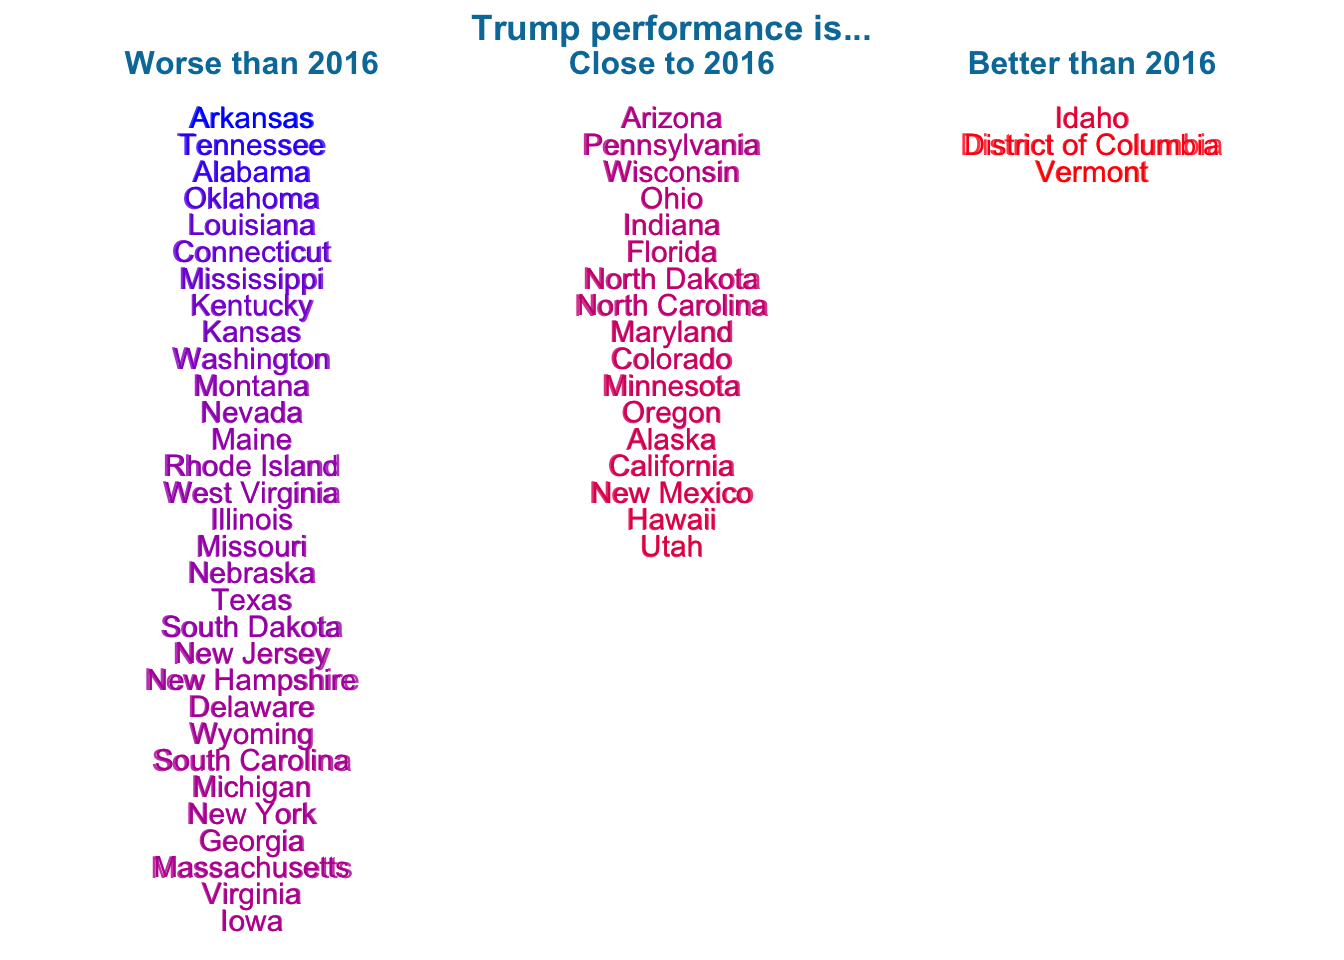 Trump performance is...
Worse than 2016
Arkansas
Tennessee
Alabama
Oklahoma
Louisiana
Connecticut
Mississippi
Kentucky
Kansas
Washington
Montana
Nevada
Maine
Rhode Island
West Virginia
Illinois
Missouri
Nebraska
Texas
South Dakota
New Jersey
New Hampshire
Delaware
Wyoming
South Carolina
Michigan
New York
Georgia
Massachusetts
Virginia
Iowa
Close to 2016
Arizona
Pennsylvania
Wisconsin
Ohio
Indiana
Florida
North Dakota
North Carolina
Maryland
Colorado
Minnesota
Oregon
Alaska
California
New Mexico
Hawaii
Utah
Better than 2016
Idaho
District of Columbia
Vermont